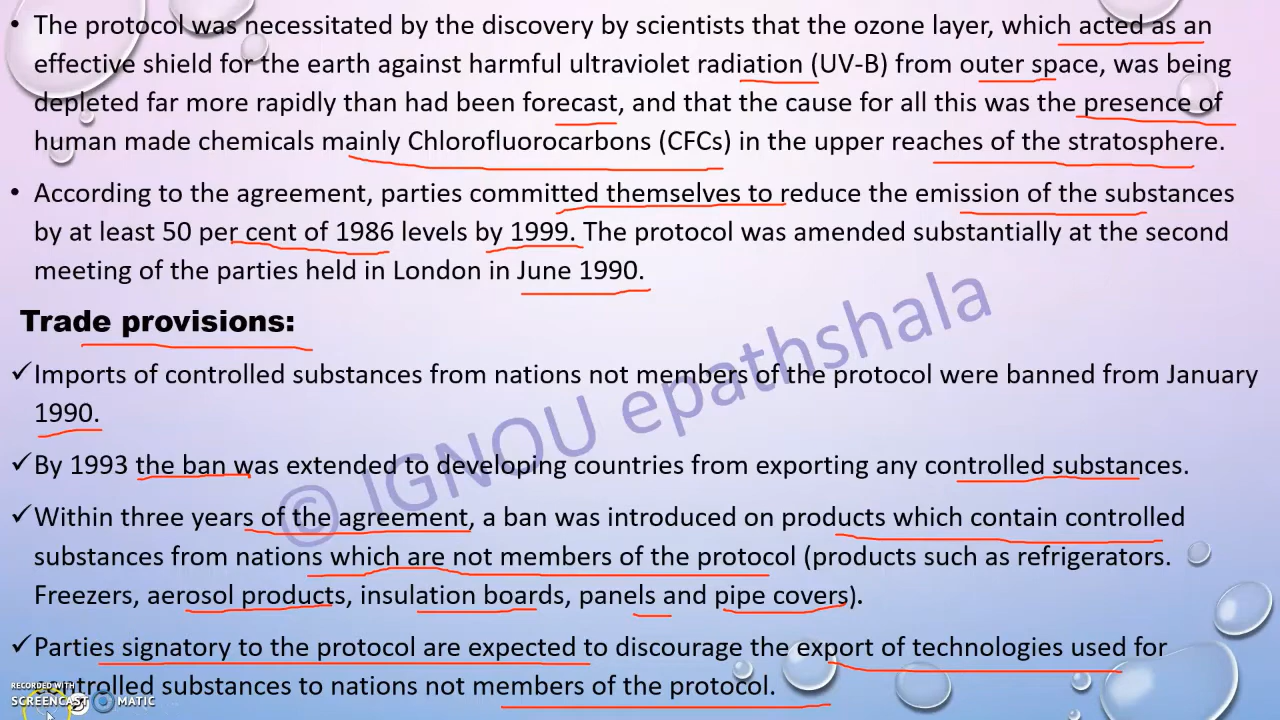 • The protocol was necessitated by the discovery by scientists that the ozone layer, which acted as an
effective shield for the earth against harmful ultraviolet radiation (UV-B) from outer space, was being
depleted far more rapidly than had been forecast, and that the cause for all this was the presence of
human made chemicals mainly Chlorofluorocarbons (CFCs) in the upper reaches of the stratosphere.
• According to the agreement, parties committed themselves to reduce the emission of the substances
by at least 50 per cent of 1986 levels by 1999. The protocol was amended substantially at the second
meeting of the parties held in London in June 1990.
Trade provisions:
✓Imports of controlled substances from nations not members of the protocol were banned from January
1990.
✓By 1993 the ban was extended to developing countries from exporting any controlled substances.
✓Within three years of the agreement, a ban was introduced on products which contain controlled
substances from nations which are not members of the protocol (products such as refrigerators.
Freezers, aerosol products, insulation boards, panels and pipe covers).
✓Parties signatory to the protocol are expected to discourage the export of technologies used for
controlled substances to nations not members of the protocol.
© IGNOU epathshala
RECORDED WITH
SCREENCAST MATIC